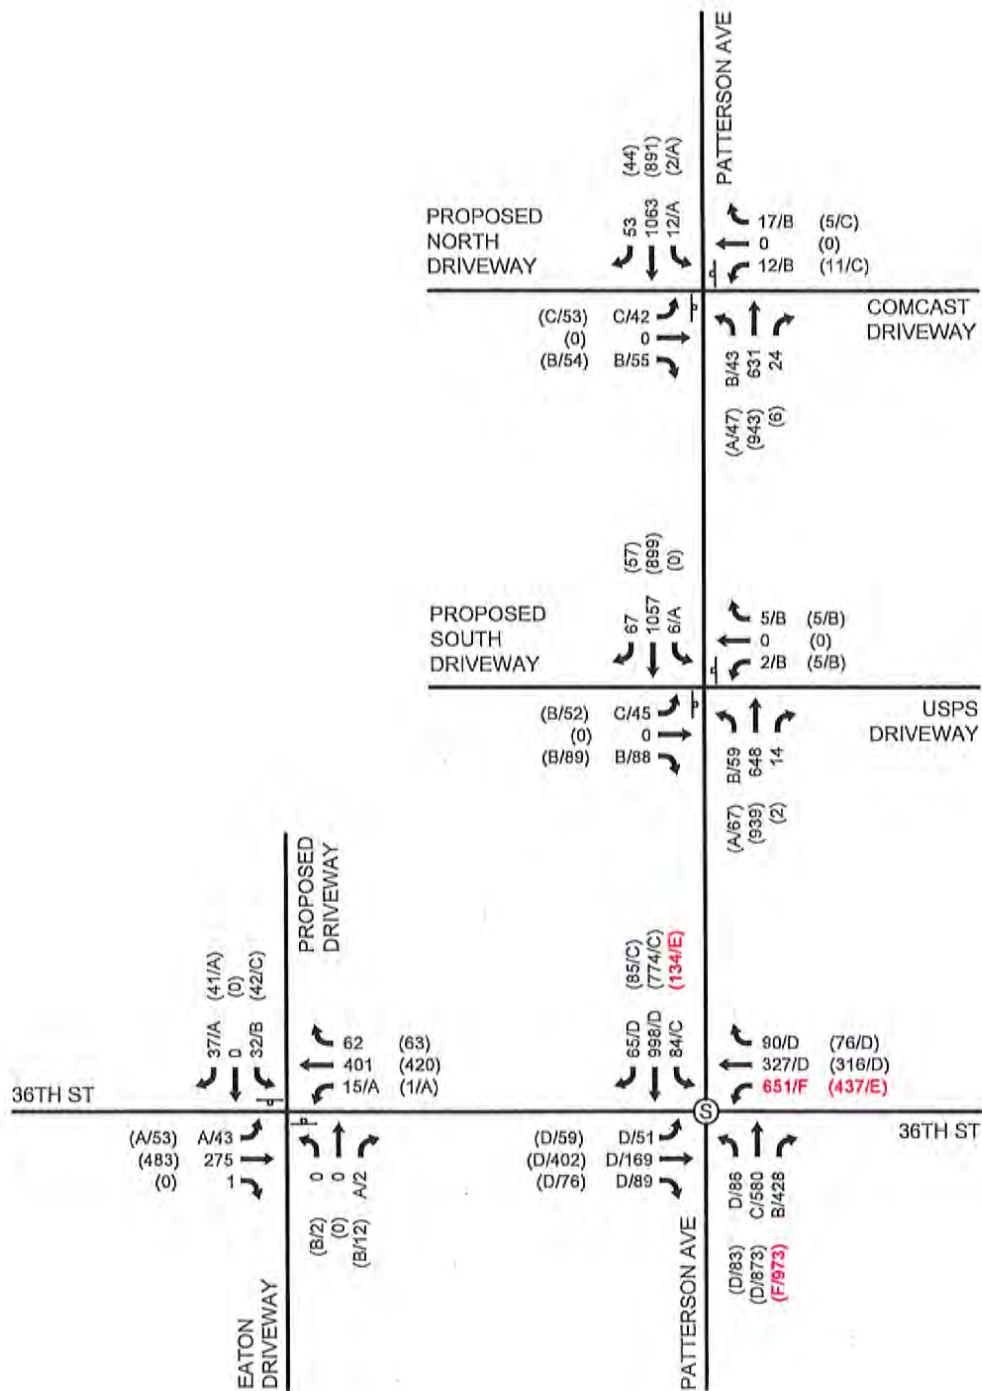 PATTERSON AVE
(44)
(891)
(2/A)
53
1063
12/A
PROPOSED
NORTH
DRIVEWAY
17/B (5/C)
0 (0)
12/B (11/C)
COMCAST
DRIVEWAY
(C/53) C/42
(0) 0
(B/54) B/55
B/43
631
24
(A/47)
(943)
(6)
(57)
(899)
(0)
67
1057
6/A
PROPOSED
SOUTH
DRIVEWAY
5/B (5/B)
0 (0)
2/B (5/B)
USPS
DRIVEWAY
(B/52) C/45
(0) 0
(B/89) B/88
B/59
648
14
(A/67)
(939)
(2)
PROPOSED
DRIVEWAY
(41/A)
(0)
(42/C)
37/A
0
32/B
62 (63)
401 (420)
15/A (1/A)
36TH ST
(A/53) A/43
(483) 275
(0) 1
0
0
A/2
(B/2)
(0)
(B/12)
EATON
DRIVEWAY
(85/C)
(774/C)
(134/E)
65/D
998/D
84/C
90/D (76/D)
327/D (316/D)
651/F (437/E)
S
36TH ST
(D/59) D/51
(D/402) D/169
(D/76) D/89
D/86
C/580
B/428
(D/83)
(D/873)
(F/973)
PATTERSON AVE